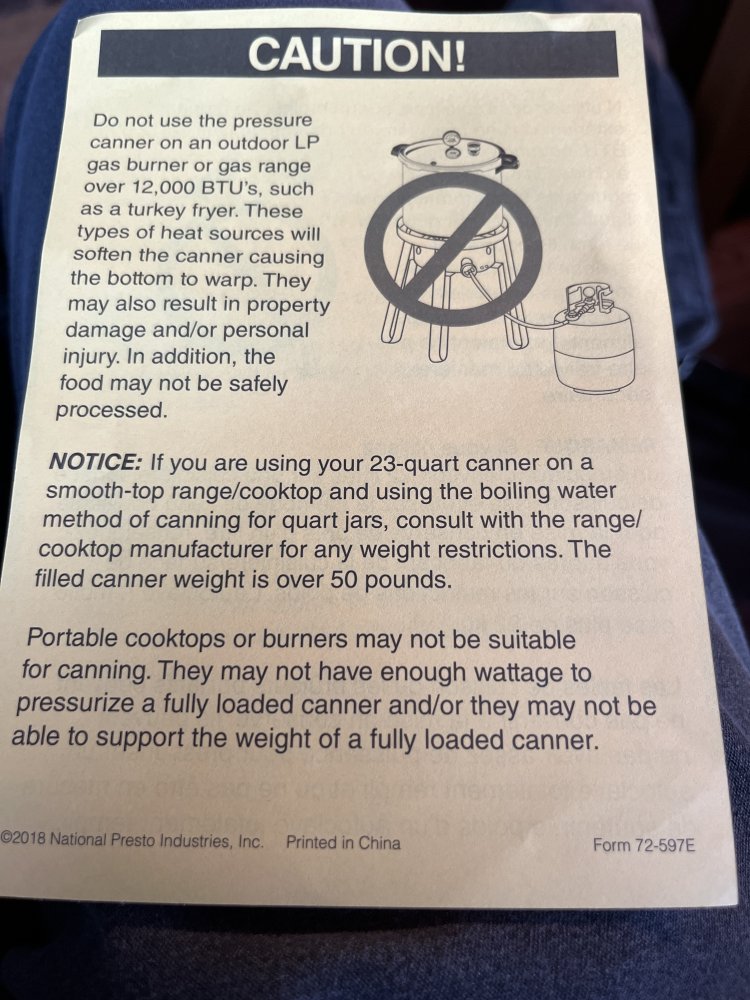 CAUTION!
Do not use the pressure
canner on an outdoor LP
gas burner or gas range
over 12,000 BTU's, such
as a turkey fryer. These
types of heat sources will
soften the canner causing
the bottom to warp. They
may also result in property
damage and/or personal
injury. In addition, the
food may not be safely
processed.
NOTICE: If you are using your 23-quart canner on a
smooth-top range/cooktop and using the boiling water
method of canning for quart jars, consult with the range/
cooktop manufacturer for any weight restrictions. The
filled canner weight is over 50 pounds.
Portable cooktops or burners may not be suitable
for canning. They may not have enough wattage to
pressurize a fully loaded canner and/or they may not be
able to support the weight of a fully loaded canner.
©2018 National Presto Industries, Inc. Printed in China
Form 72-597E